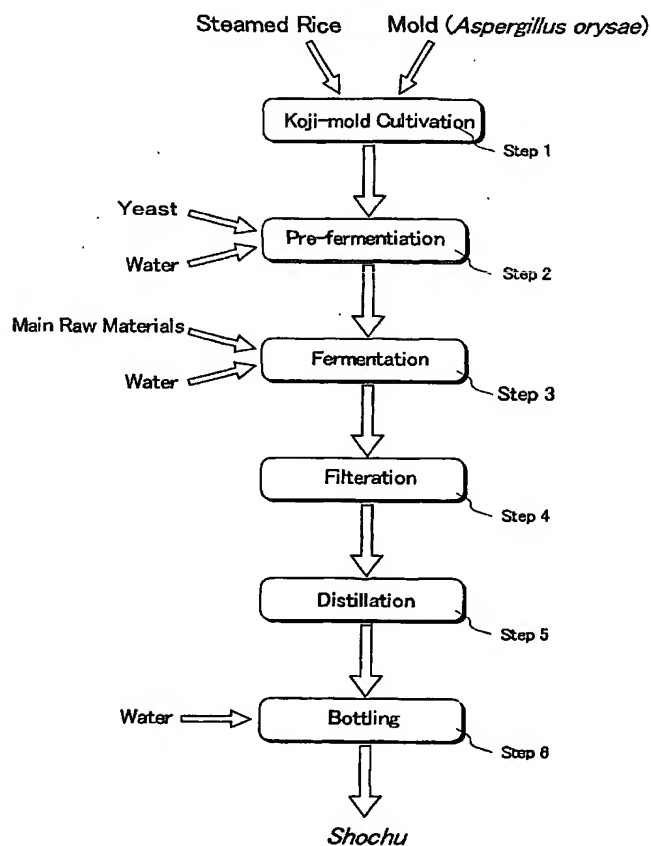 Steamed Rice Mold (Aspergillus orysae)
Koji-mold Cultivation
Step 1
Yeast
Pre-fermentiation
Water
Step 2
Main Raw Materials
Fermentation
Water
Step 3
Filteration
Step 4
Distillation
Step 5
Water
Bottling
Step 6
Shochu